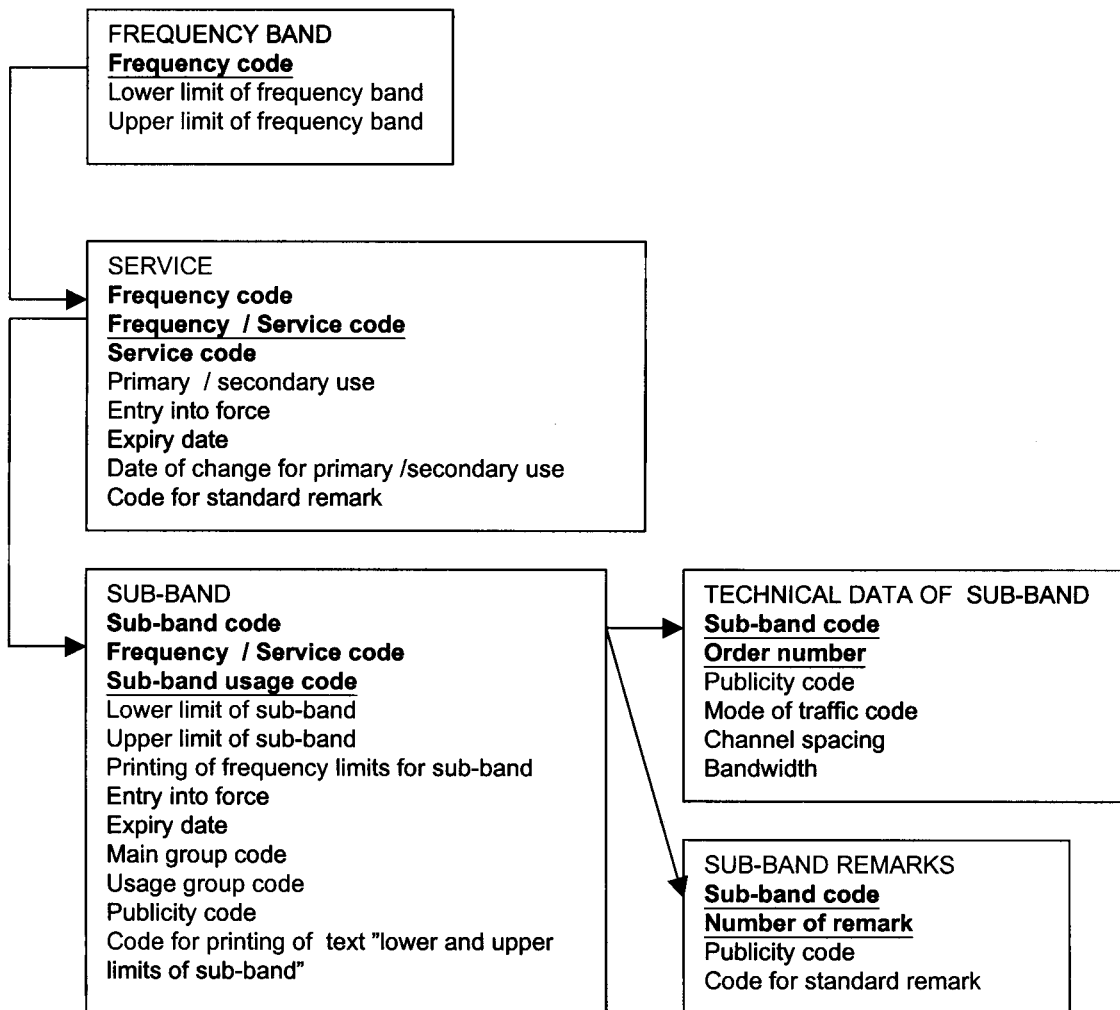 FREQUENCY BAND
Frequency code
Lower limit of frequency band
Upper limit of frequency band
SERVICE
Frequency code
Frequency / Service code
Service code
Primary / secondary use
Entry into force
Expiry date
Date of change for primary /secondary use
Code for standard remark
SUB-BAND
Sub-band code
Frequency / Service code
Sub-band usage code
Lower limit of sub-band
Upper limit of sub-band
Printing of frequency limits for sub-band
Entry into force
Expiry date
Main group code
Usage group code
Publicity code
Code for printing of text ”lower and upper
limits of sub-band”
TECHNICAL DATA OF SUB-BAND
Sub-band code
Order number
Publicity code
Mode of traffic code
Channel spacing
Bandwidth
SUB-BAND REMARKS
Sub-band code
Number of remark
Publicity code
Code for standard remark